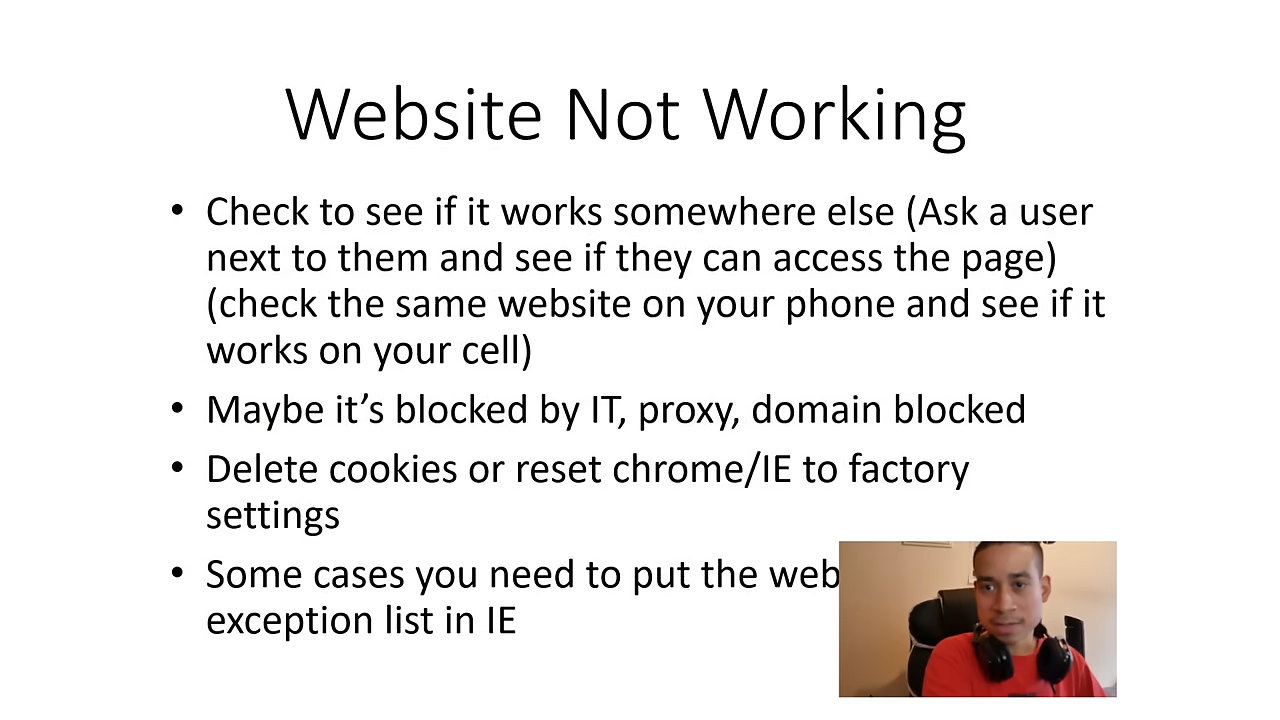 Website Not Working
• Check to see if it works somewhere else (Ask a user
next to them and see if they can access the page)
(check the same website on your phone and see if it
works on your cell)
• Maybe it’s blocked by IT, proxy, domain blocked
• Delete cookies or reset chrome/IE to factory
settings
• Some cases you need to put the web
exception list in IE